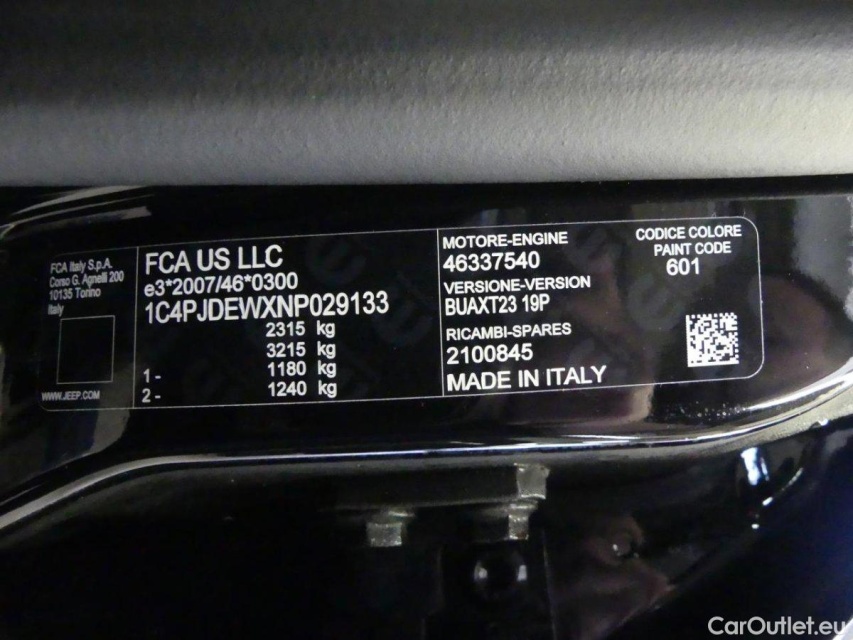 FCA Italy S.p.A.
Corso G. Agnelli 200
10135 Torino
Italy
WWW.JEEP.COM
FCA US LLC
e3*2007/46*0300
1C4PJDEWXNP029133
2315 kg
3215 kg
1 - 1180 kg
2 - 1240 kg
MOTORE-ENGINE
46337540
VERSIONE-VERSION
BUAXT23 19P
RICAMBI-SPARES
2100845
MADE IN ITALY
CODICE COLORE
PAINT CODE
601
CarOutlet.eu